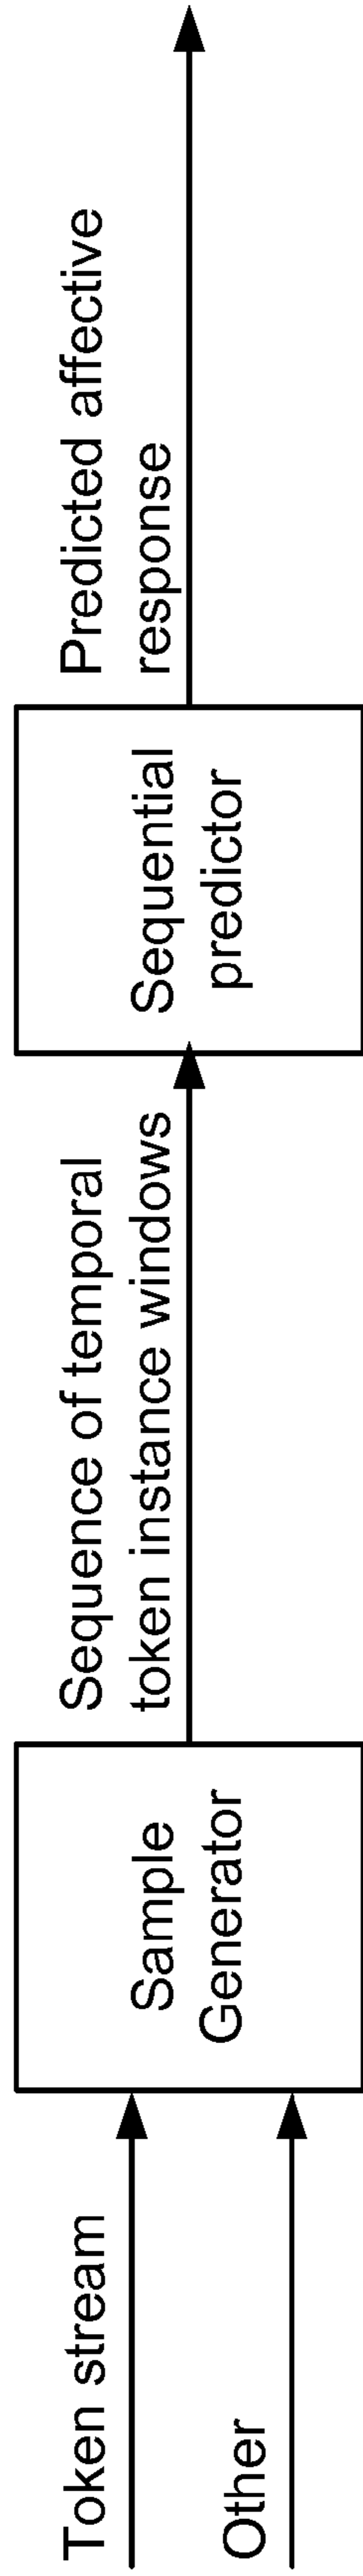 Token stream
Other
Sample
Generator
Sequence of temporal
token instance windows
Sequential
predictor
Predicted affective
response